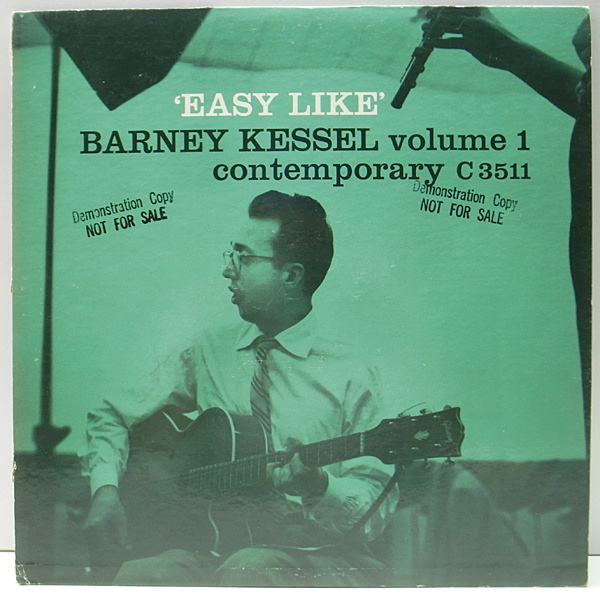 ‘EASY LIKE’
BARNEY KESSEL volume 1
contemporary C 3511
Demonstration Copy
NOT FOR SALE
Demonstration Copy
NOT FOR SALE